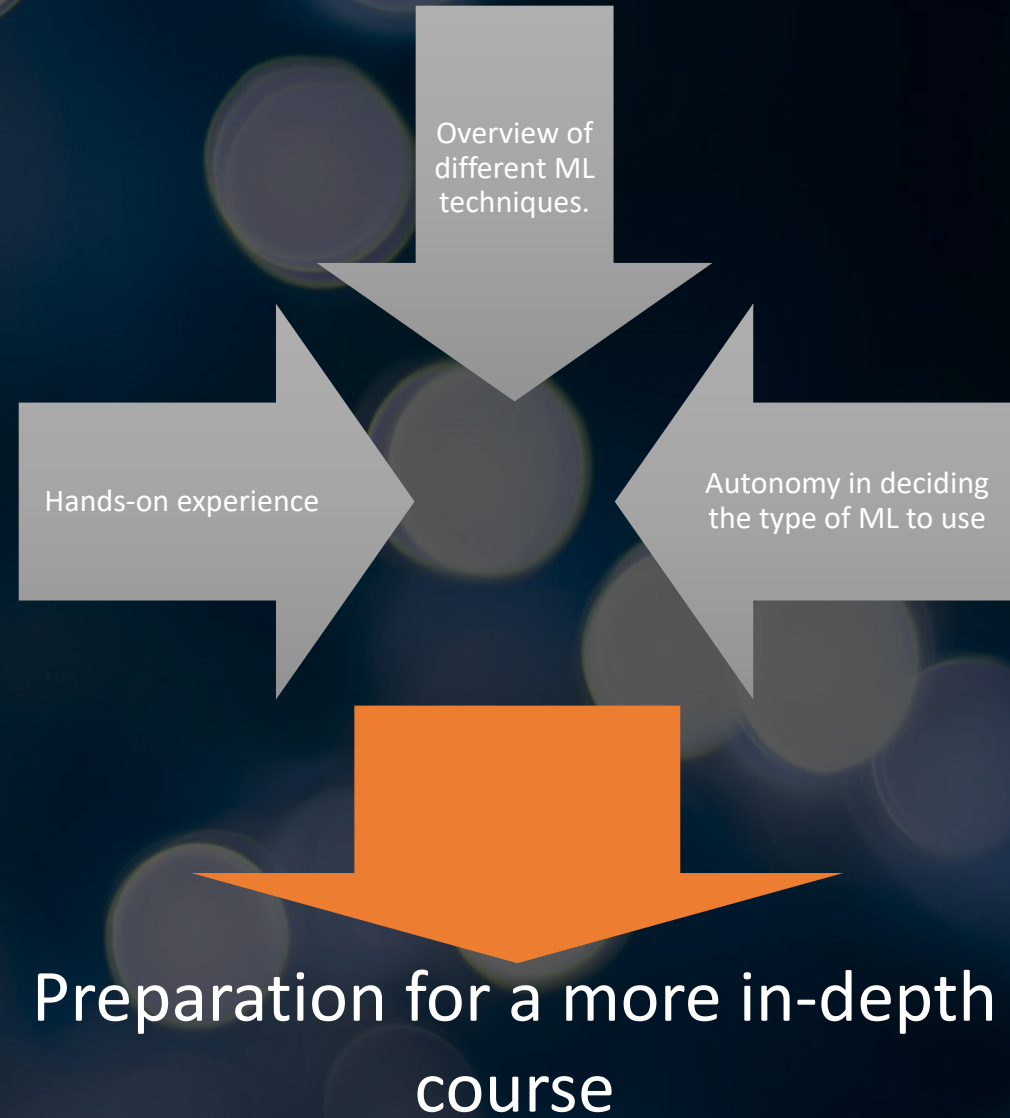 Overview of
different ML
techniques.
Hands-on experience
Autonomy in deciding
the type of ML to use
Preparation for a more in-depth
course